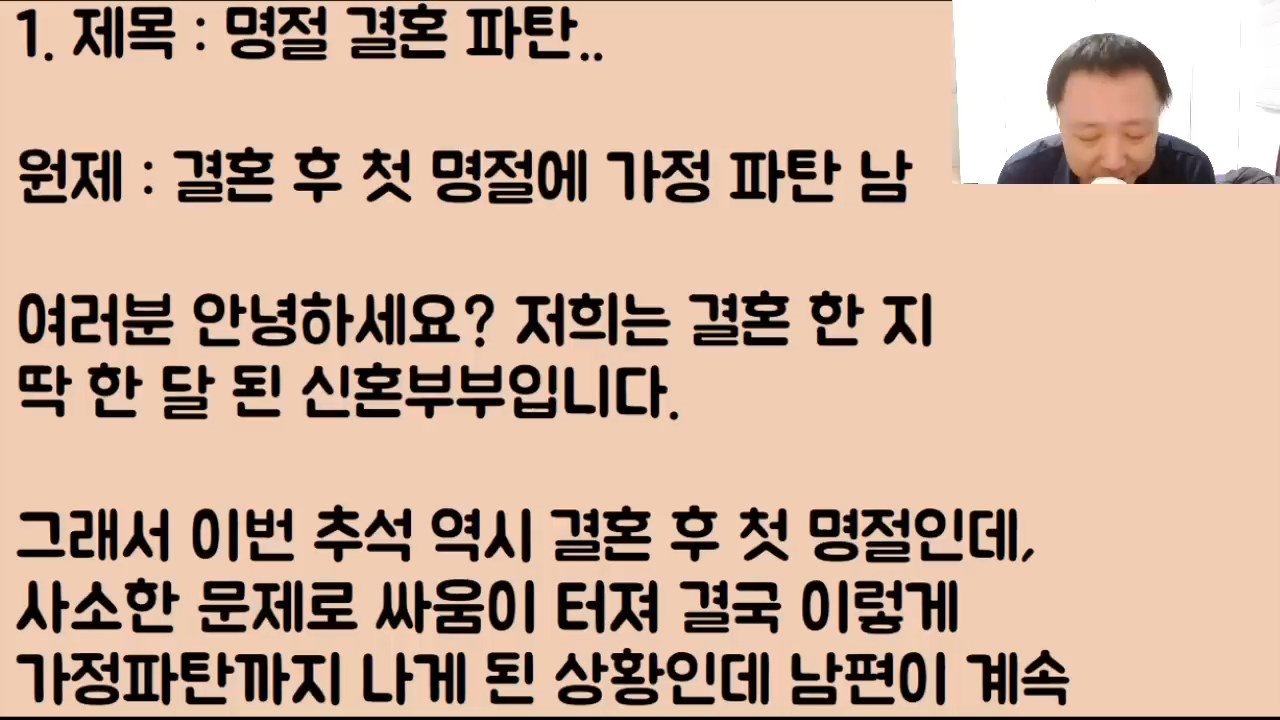 1. 제목 : 명절 결혼 파탄..
원제 : 결혼 후 첫 명절에 가정 파탄 남
여러분 안녕하세요? 저희는 결혼 한 지
딱 한 달 된 신혼부부입니다.
그래서 이번 추석 역시 결혼 후 첫 명절인데,
사소한 문제로 싸움이 터져 결국 이렇게
가정파탄까지 나게 된 상황인데 남편이 계속